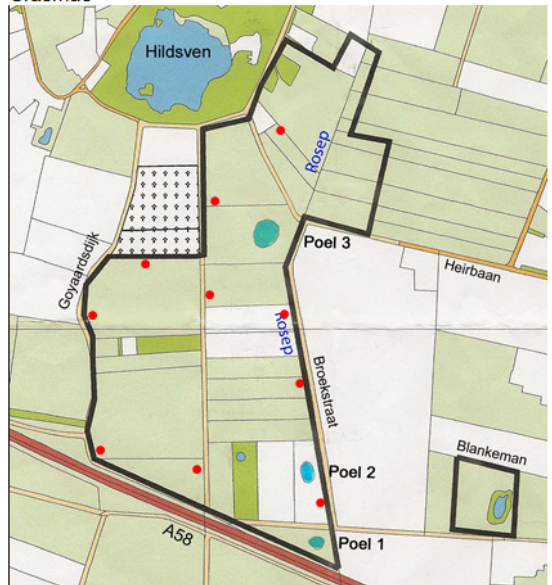 Hildsven
Rosep
Goyaardsdijk
Poel 3
Heirbaan
Rosep
Broekstraat
Blankeman
Poel 2
A58
Poel 1